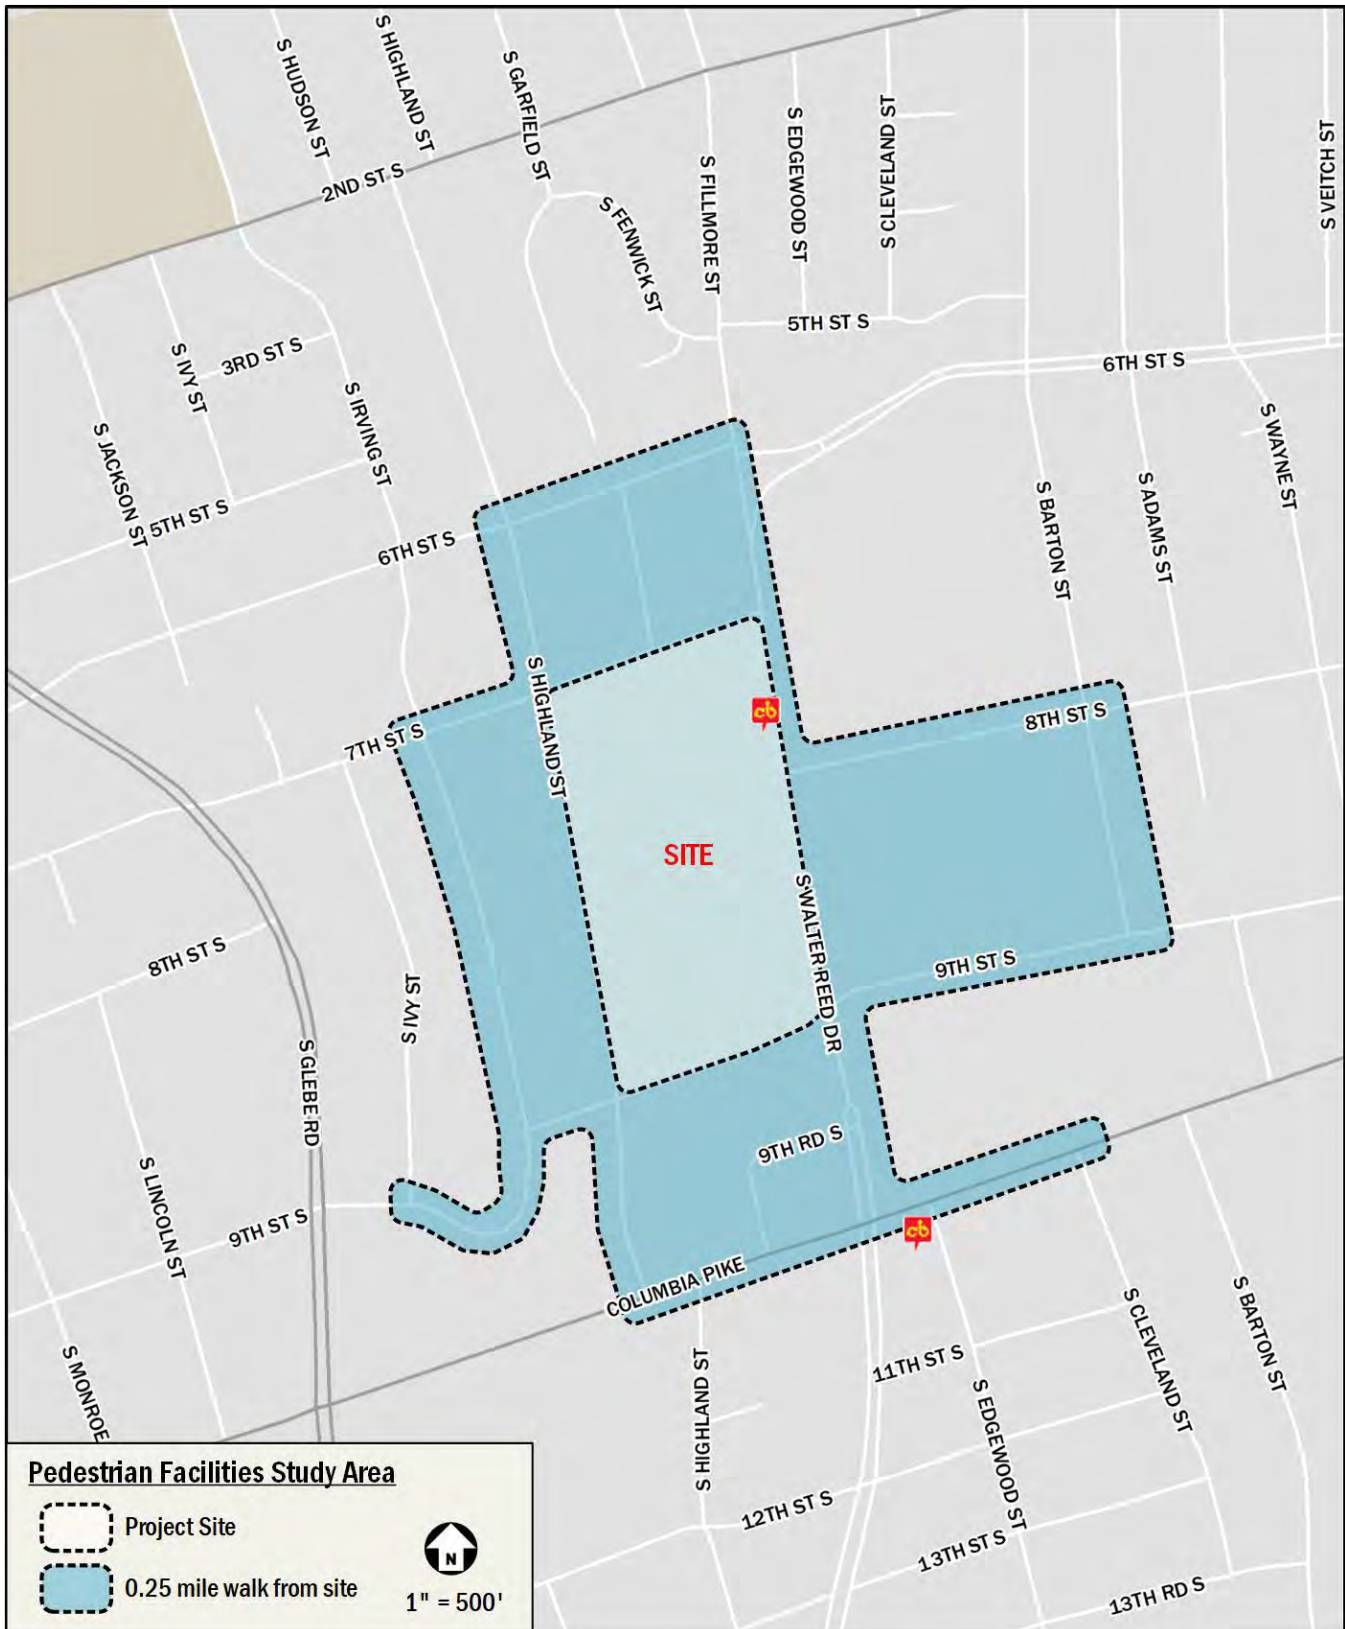 S HUDSON ST
S HIGHLAND ST
S GARFIELD ST
2ND ST S
S FENWICK ST
S FILLMORE ST
S EDGEWOOD ST
S CLEVELAND ST
S VEITCH ST
5TH ST S
6TH ST S
3RD ST S
S IVY ST
S IRVING ST
S JACKSON ST
5TH ST S
6TH ST S
S BARTON ST
S ADAMS ST
S WAYNE ST
S HIGHLAND ST
7TH ST S
cb
8TH ST S
SITE
S WALTER REED DR
9TH ST S
8TH ST S
S IVY ST
S GLEBE RD
9TH RD S
S LINCOLN ST
9TH ST S
cb
COLUMBIA PIKE
S MONROE
S HIGHLAND ST
11TH ST S
S EDGEWOOD ST
S CLEVELAND ST
S BARTON ST
12TH ST S
13TH ST S
13TH RD S
Pedestrian Facilities Study Area
Project Site
0.25 mile walk from site
N
1" = 500'